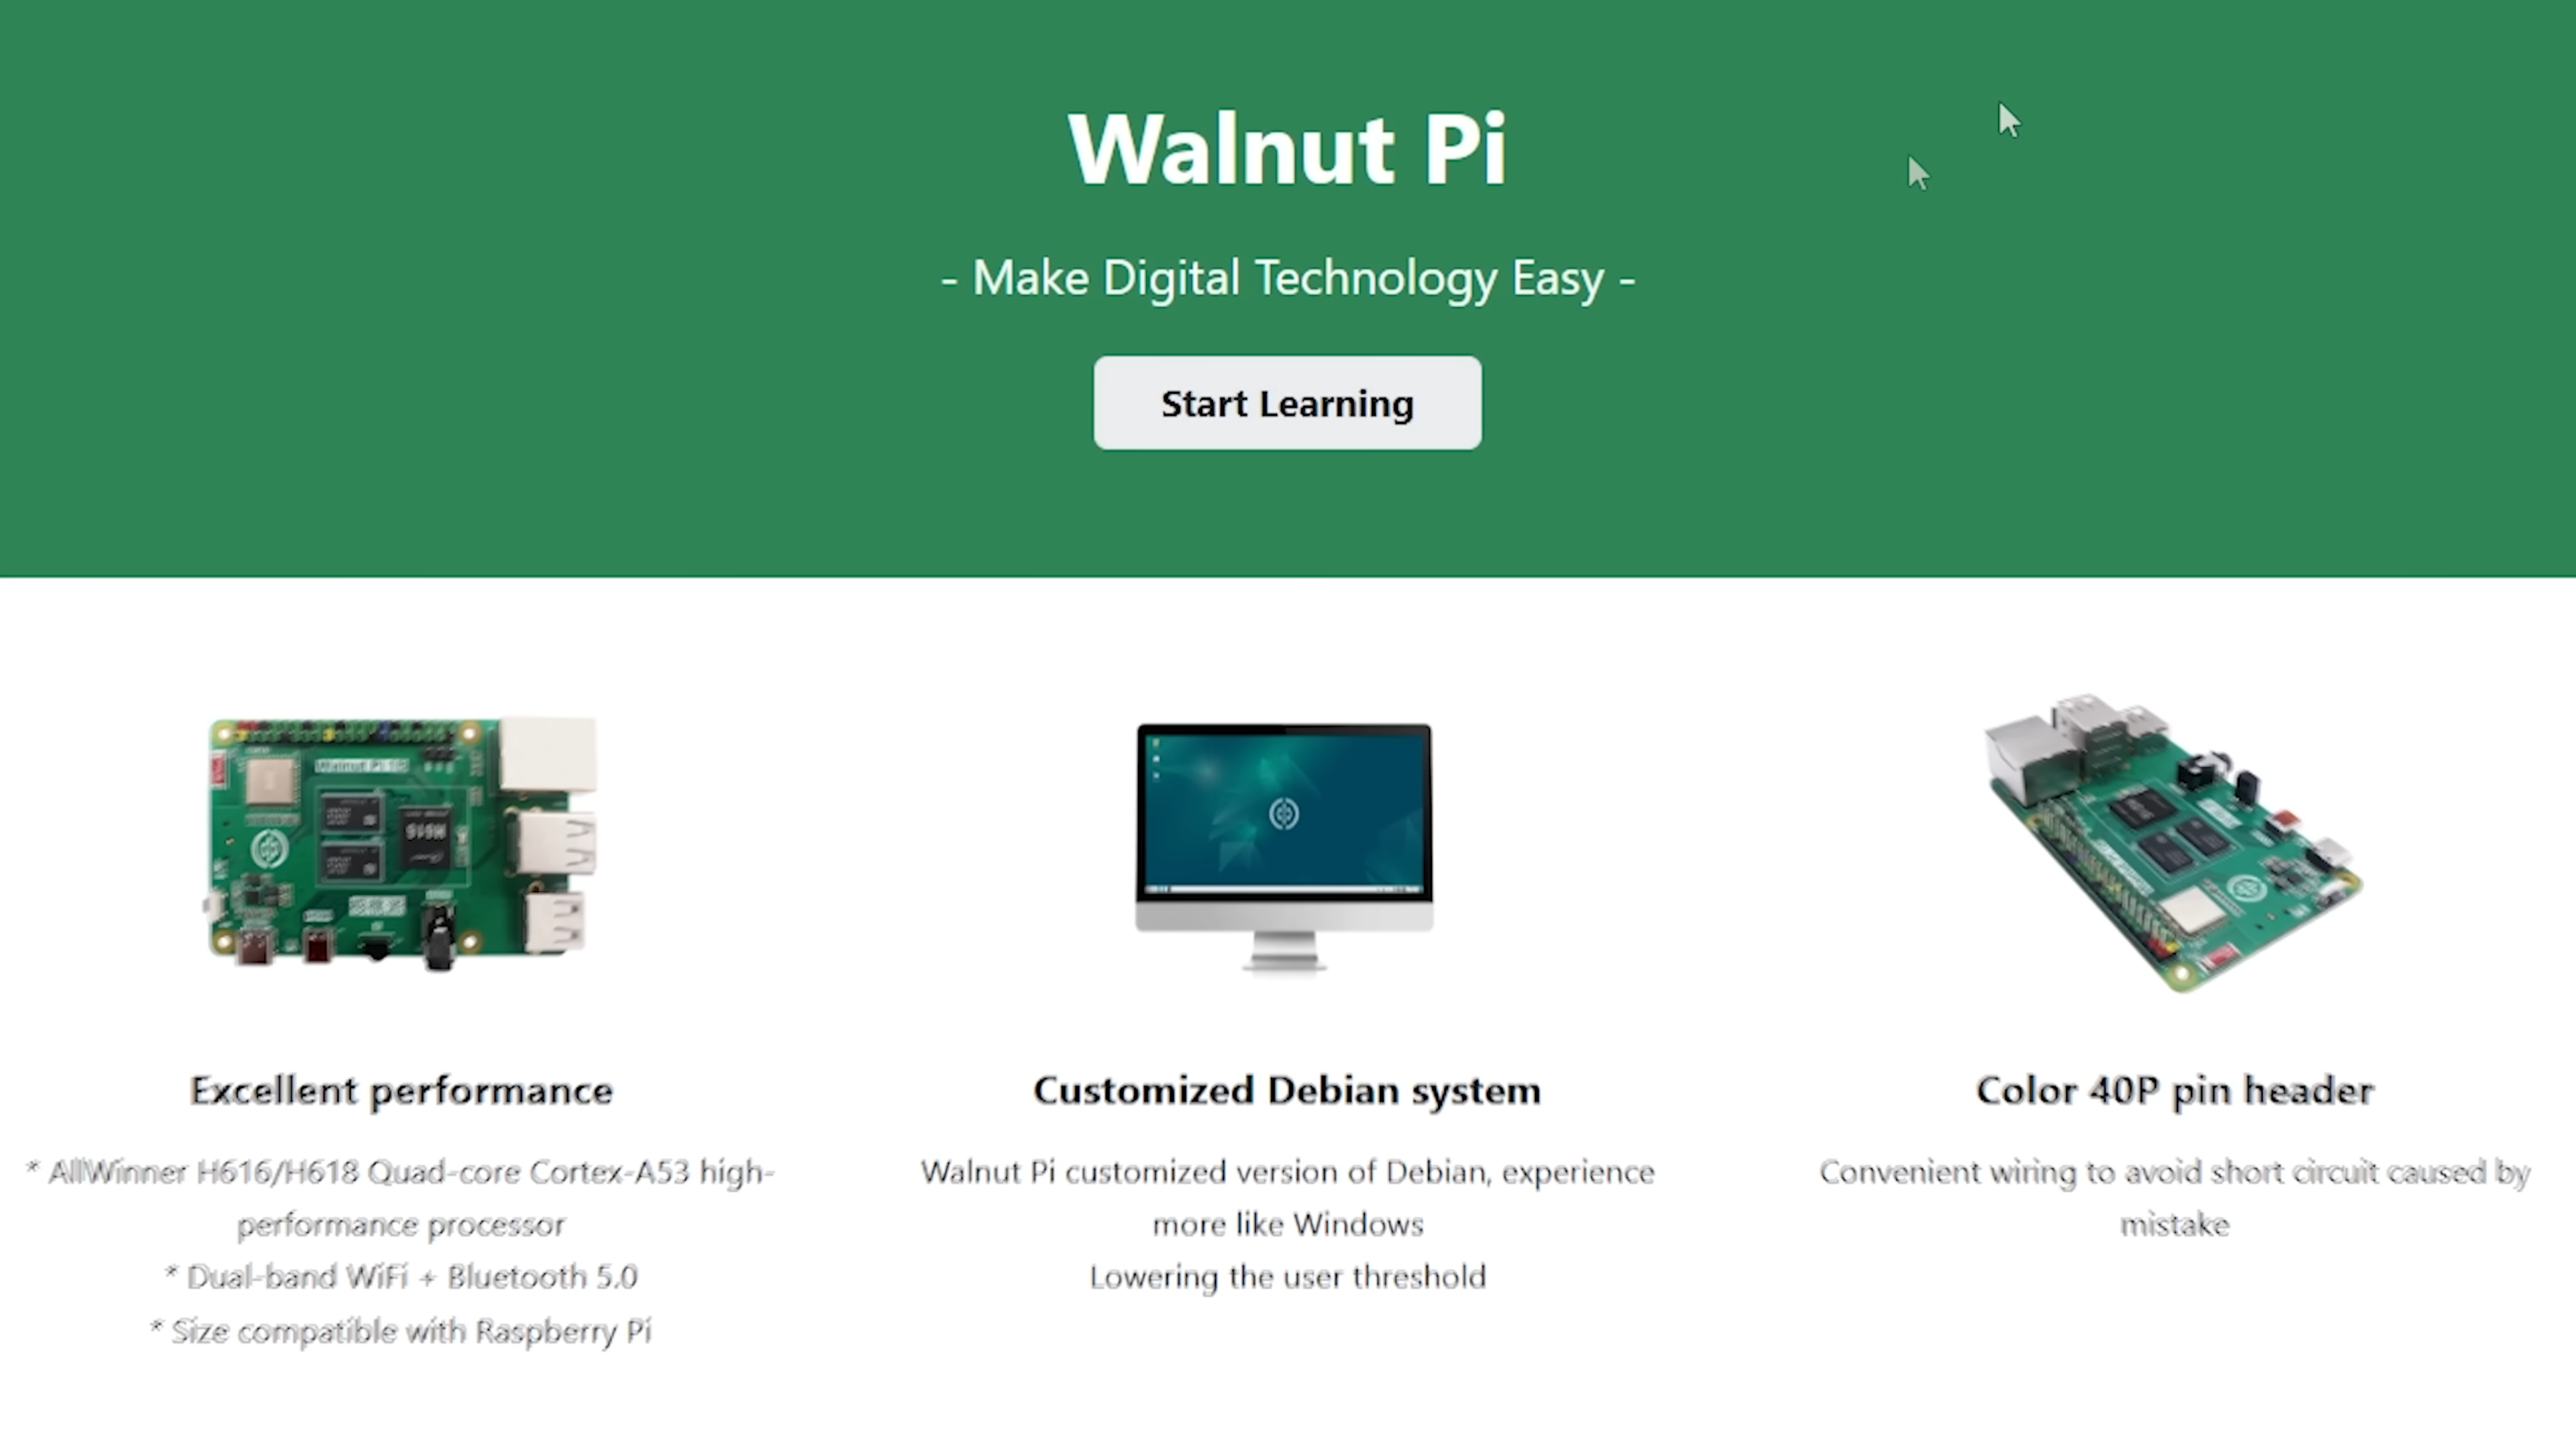 Walnut Pi
- Make Digital Technology Easy -
Start Learning
Excellent performance
* AllWinner H616/H618 Quad-core Cortex-A53 high-
performance processor
* Dual-band WiFi + Bluetooth 5.0
* Size compatible with Raspberry Pi
Customized Debian system
Walnut Pi customized version of Debian, experience
more like Windows
Lowering the user threshold
Color 40P pin header
Convenient wiring to avoid short circuit caused by
mistake